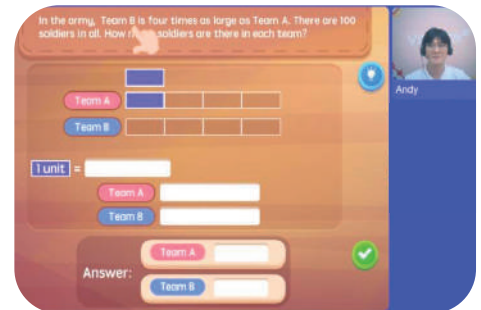 In the army, Team B is four times as large as Team A. There are 100
soldiers in all. How soldiers are there in each team?
Andy
Team A
Team B
1 unit =
Team A
Team B
Answer:
Team A
Team B